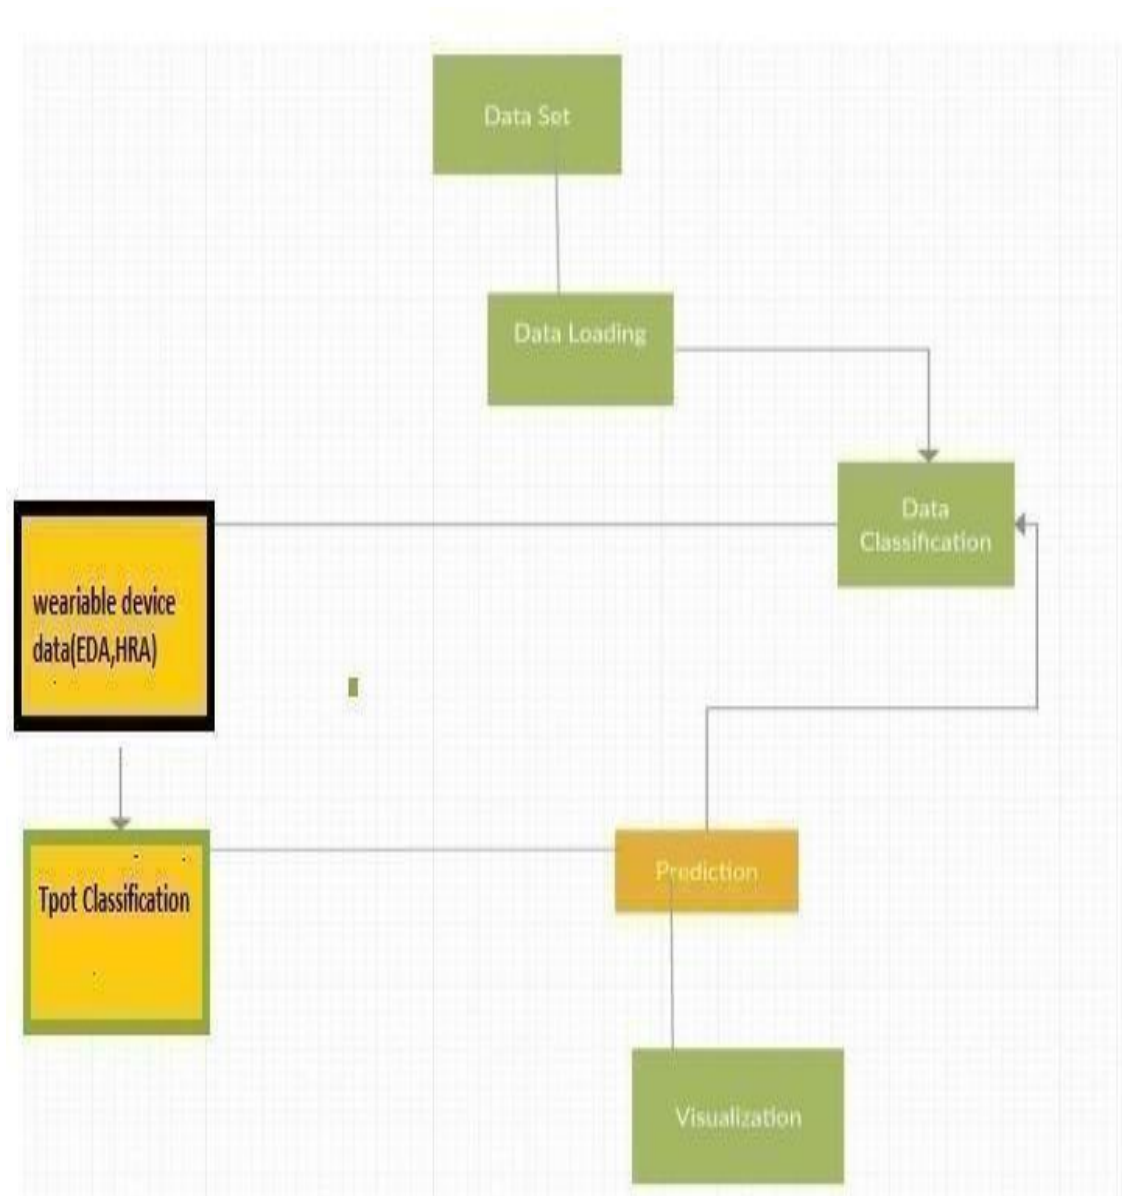 Data Set
Data Loading
Data
Classification
weariable device
data(EDA,HRA)
Prediction
Tpot Classification
Visualization